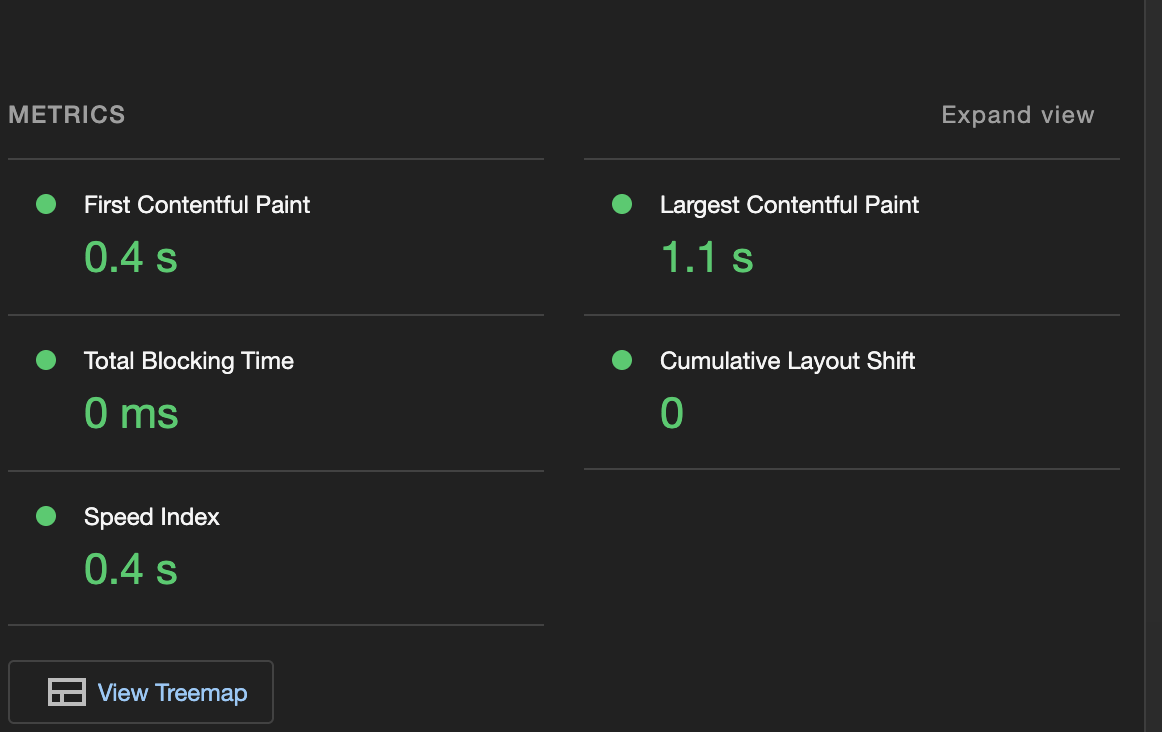 METRICS
Expand view
First Contentful Paint
0.4 s
Largest Contentful Paint
1.1 s
Total Blocking Time
0 ms
Cumulative Layout Shift
0
Speed Index
0.4 s
View Treemap